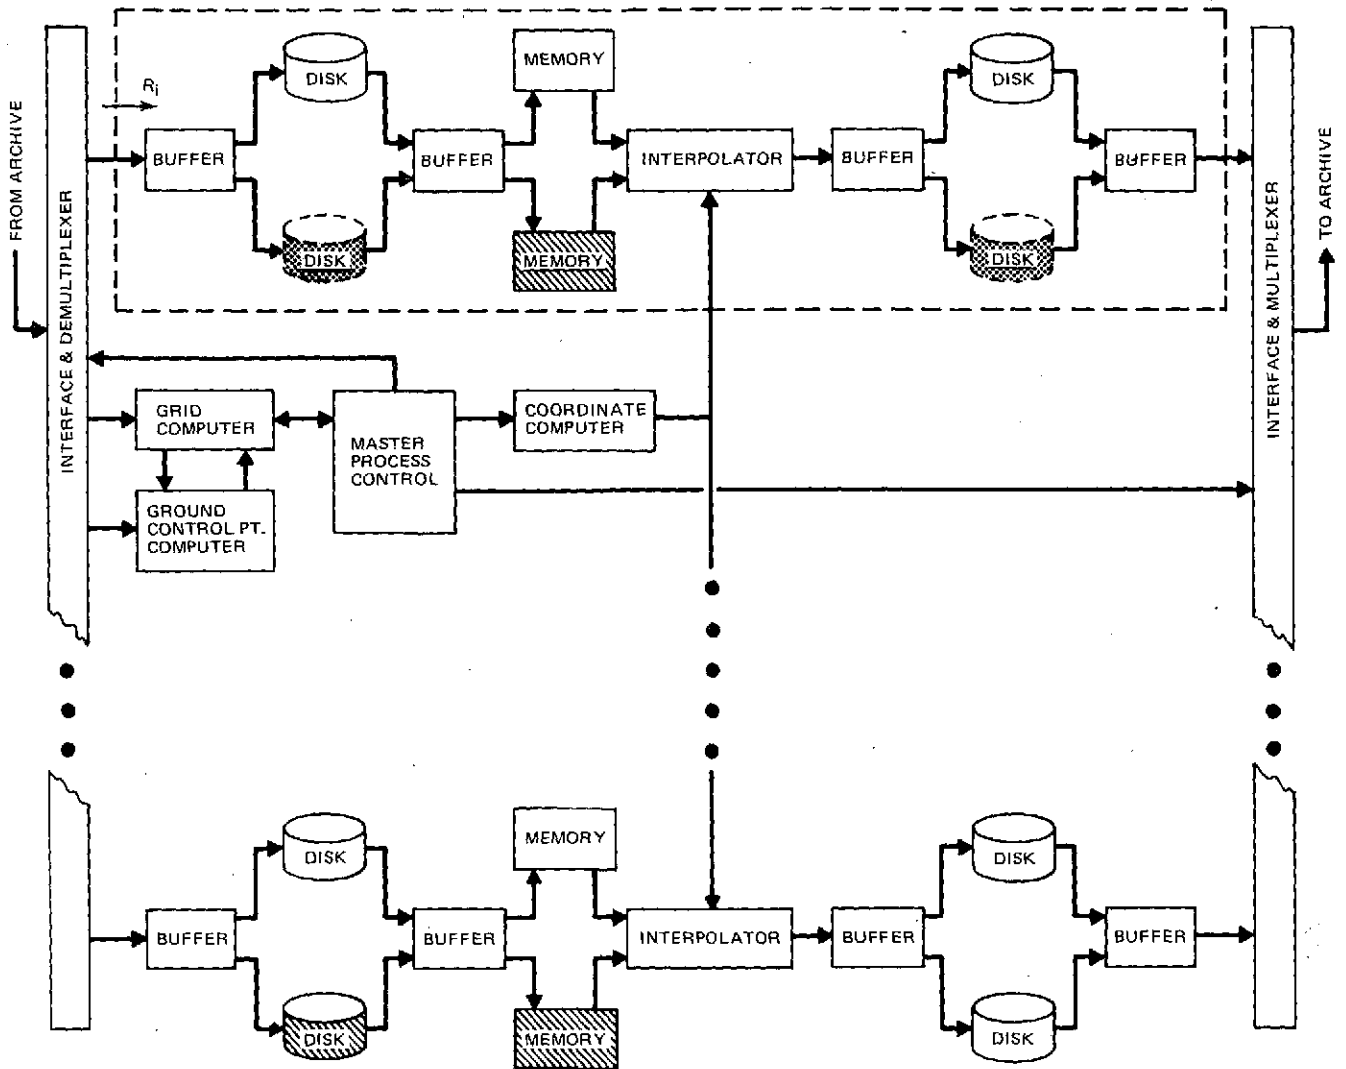 FROM ARCHIVE
INTERFACE & DEMULTIPLEXER
Ri
BUFFER
DISK
DISK
BUFFER
MEMORY
MEMORY
INTERPOLATOR
BUFFER
DISK
DISK
BUFFER
INTERFACE & MULTIPLEXER
TO ARCHIVE
GRID
COMPUTER
GROUND
CONTROL PT.
COMPUTER
MASTER
PROCESS
CONTROL
COORDINATE
COMPUTER
BUFFER
DISK
DISK
BUFFER
MEMORY
MEMORY
INTERPOLATOR
BUFFER
DISK
DISK
BUFFER